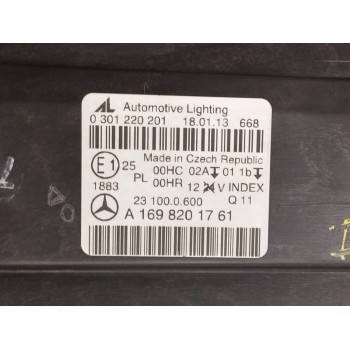 AL Automotive Lighting
0 301 220 201 18.01.13 668
Made in Czech Republic
E1 25 00HC 02A 01 1b
PL 00HR 12 24 V INDEX
1883 Q 11
23 100.0.600
A 169 820 17 61